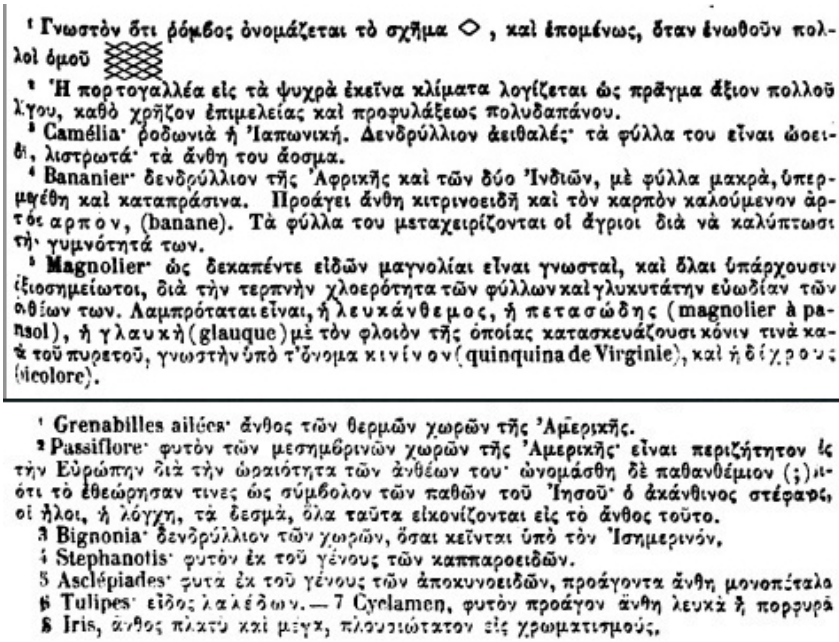 ¹ Γνωστὸν ὅτι ῥόμβος ὀνομάζεται τὸ σχῆμα , καὶ ἑπομένως, ὅταν ἑνωθοῦν πολ-
λοὶ ὁμοῦ
² Ἡ πορτογαλλέα εἰς τὰ ψυχρὰ ἐκεῖνα κλίματα λογίζεται ὡς πρᾶγμα ἄξιον πολλοῦ
λόγου, καθὸ χρῆζον ἐπιμελείας καὶ προφυλάξεως πολυδαπάνου.
³ Camélia· ῥοδωνιὰ ἡ Ἰαπωνική. Δενδρύλλιον ἀειθαλές· τὰ φύλλα του εἶναι ὠοει-
δῆ, λιστρωτά· τὰ ἄνθη του ἄοσμα.
⁴ Bananier· δενδρύλλιον τῆς Ἀφρικῆς καὶ τῶν δύο Ἰνδιῶν, μὲ φύλλα μακρὰ, ὑπερ-
μεγέθη καὶ καταπράσινα. Προάγει ἄνθη κιτρινοειδῆ καὶ τὸν καρπὸν καλούμενον ἀρ-
τόκαρπον, (banane). Τὰ φύλλα του μεταχειρίζονται οἱ ἄγριοι διὰ νὰ καλύπτωσι
τὴν γυμνότητά των.
⁵ Magnolier· ὡς δεκαπέντε εἰδῶν μαγνολίαι εἶναι γνωσταὶ, καὶ ὅλαι ὑπάρχουσιν
ἀξιοσημείωτοι, διὰ τὴν τερπνὴν χλοερότητα τῶν φύλλων καὶ γλυκυτάτην εὐωδίαν τῶν
ἀνθέων των. Λαμπρόταται εἶναι, ἡ λευκάνθεμος, ἡ πετασώδης (magnolier à pa-
rasol), ἡ γλαυκὴ (glauque) μὲ τὸν φλοιὸν τῆς ὁποίας κατασκευάζουσι κόνιν τινὰ κα-
τὰ τοῦ πυρετοῦ, γνωστὴν ὑπὸ τ' ὄνομα κινίνον (quinquina de Virginie), καὶ ἡ δίχρους
(bicolore).
¹ Grenabilles ailées· ἄνθος τῶν θερμῶν χωρῶν τῆς Ἀμερικῆς.
² Passiflore· φυτὸν τῶν μεσημβρινῶν χωρῶν τῆς Ἀμερικῆς· εἶναι περιζήτητον εἰς
τὴν Εὐρώπην διὰ τὴν ὡραιότητα τῶν ἀνθέων του· ὠνομάσθη δὲ παθανθέμιον (;) δι-
ότι τὸ ἐθεώρησαν τινες ὡς σύμβολον τῶν παθῶν τοῦ Ἰησοῦ· ὁ ἀκάνθινος στέφανος,
οἱ ἧλοι, ἡ λόγχη, τὰ δεσμὰ, ὅλα ταῦτα εἰκονίζονται εἰς τὸ ἄνθος τοῦτο.
3 Bignonia· δενδρύλλιον τῶν χωρῶν, ὅσαι κεῖνται ὑπὸ τὸν Ἰσημερινόν.
4 Stephanotis· φυτὸν ἐκ τοῦ γένους τῶν καππαροειδῶν.
5 Asclépiades· φυτὰ ἐκ τοῦ γένους τῶν ἀποκυνοειδῶν, προάγοντα ἄνθη μονοπέταλα
6 Tulipes· εἶδος λαλέδων.—7 Cyclamen, φυτὸν προάγον ἄνθη λευκὰ ἢ πορφυρᾶ
8 Iris, ἄνθος πλατὺ καὶ μέγα, πλουσιώτατον εἰς χρωματισμούς.